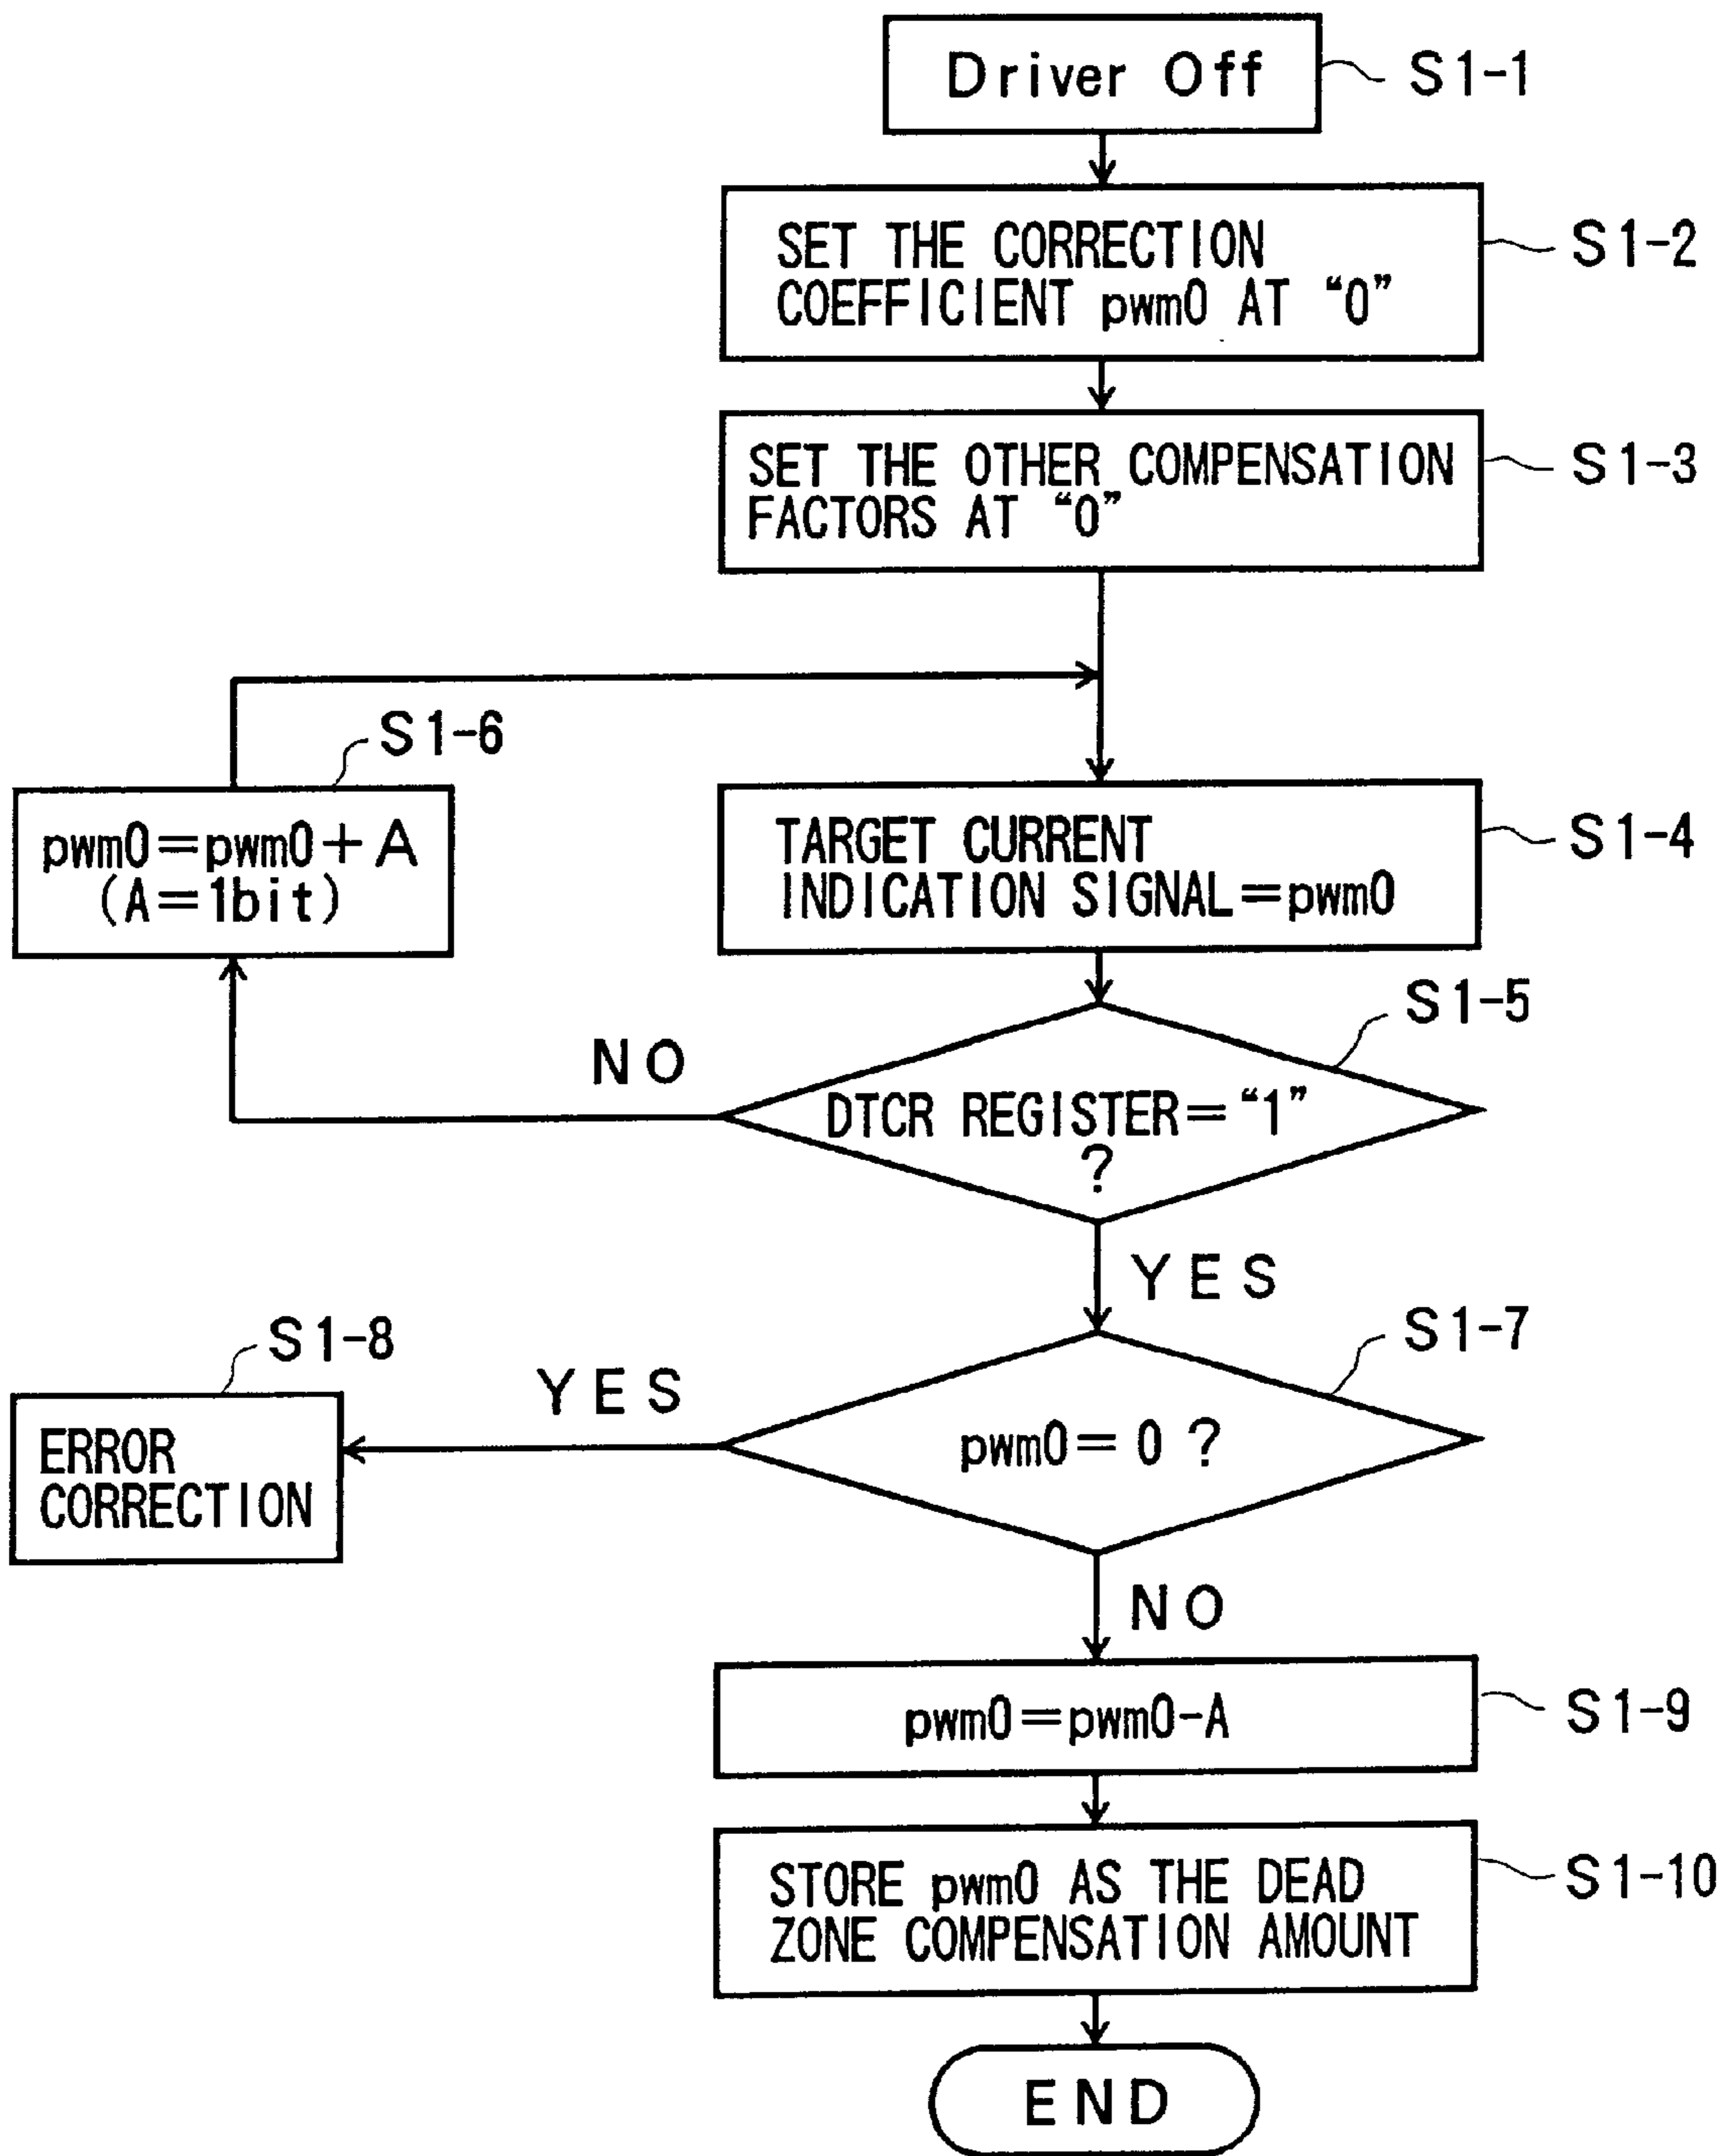 Driver Off
S1-1
SET THE CORRECTION
COEFFICIENT pwm0 AT “0”
S1-2
SET THE OTHER COMPENSATION
FACTORS AT “0”
S1-3
S1-6
pwm0=pwm0+A
(A=1bit)
TARGET CURRENT
INDICATION SIGNAL=pwm0
S1-4
S1-5
NO
DTCR REGISTER=“1”
?
YES
S1-7
S1-8
YES
pwm0=0?
ERROR
CORRECTION
NO
pwm0=pwm0-A
S1-9
STORE pwm0 AS THE DEAD
ZONE COMPENSATION AMOUNT
S1-10
END